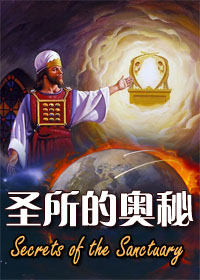 圣所的奥秘
Secrets of the Sanctuary